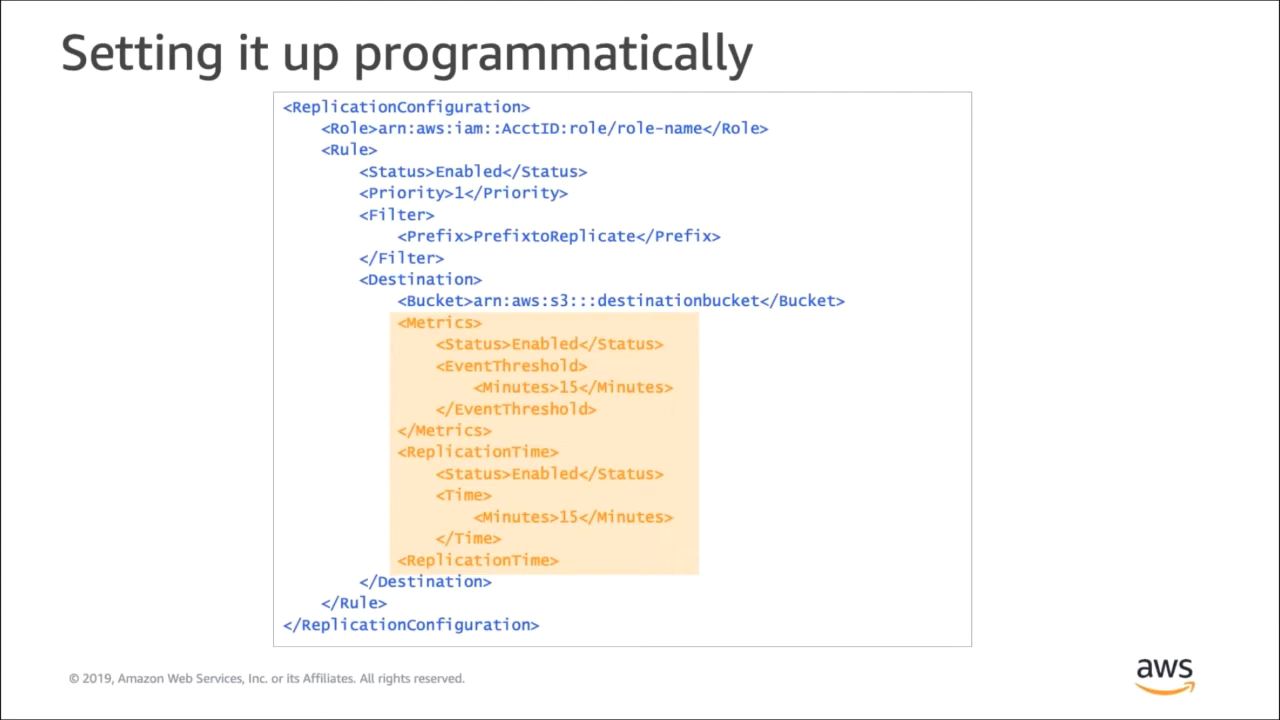 Setting it up programmatically
<ReplicationConfiguration>
    <Role>arn:aws:iam::AcctID:role/role-name</Role>
    <Rule>
        <Status>Enabled</Status>
        <Priority>1</Priority>
        <Filter>
            <Prefix>PrefixtoReplicate</Prefix>
        </Filter>
        <Destination>
            <Bucket>arn:aws:s3:::destinationbucket</Bucket>
            <Metrics>
                <Status>Enabled</Status>
                <EventThreshold>
                    <Minutes>15</Minutes>
                </EventThreshold>
            </Metrics>
            <ReplicationTime>
                <Status>Enabled</Status>
                <Time>
                    <Minutes>15</Minutes>
                </Time>
            <ReplicationTime>
        </Destination>
    </Rule>
</ReplicationConfiguration>
© 2019, Amazon Web Services, Inc. or its Affiliates. All rights reserved.
aws